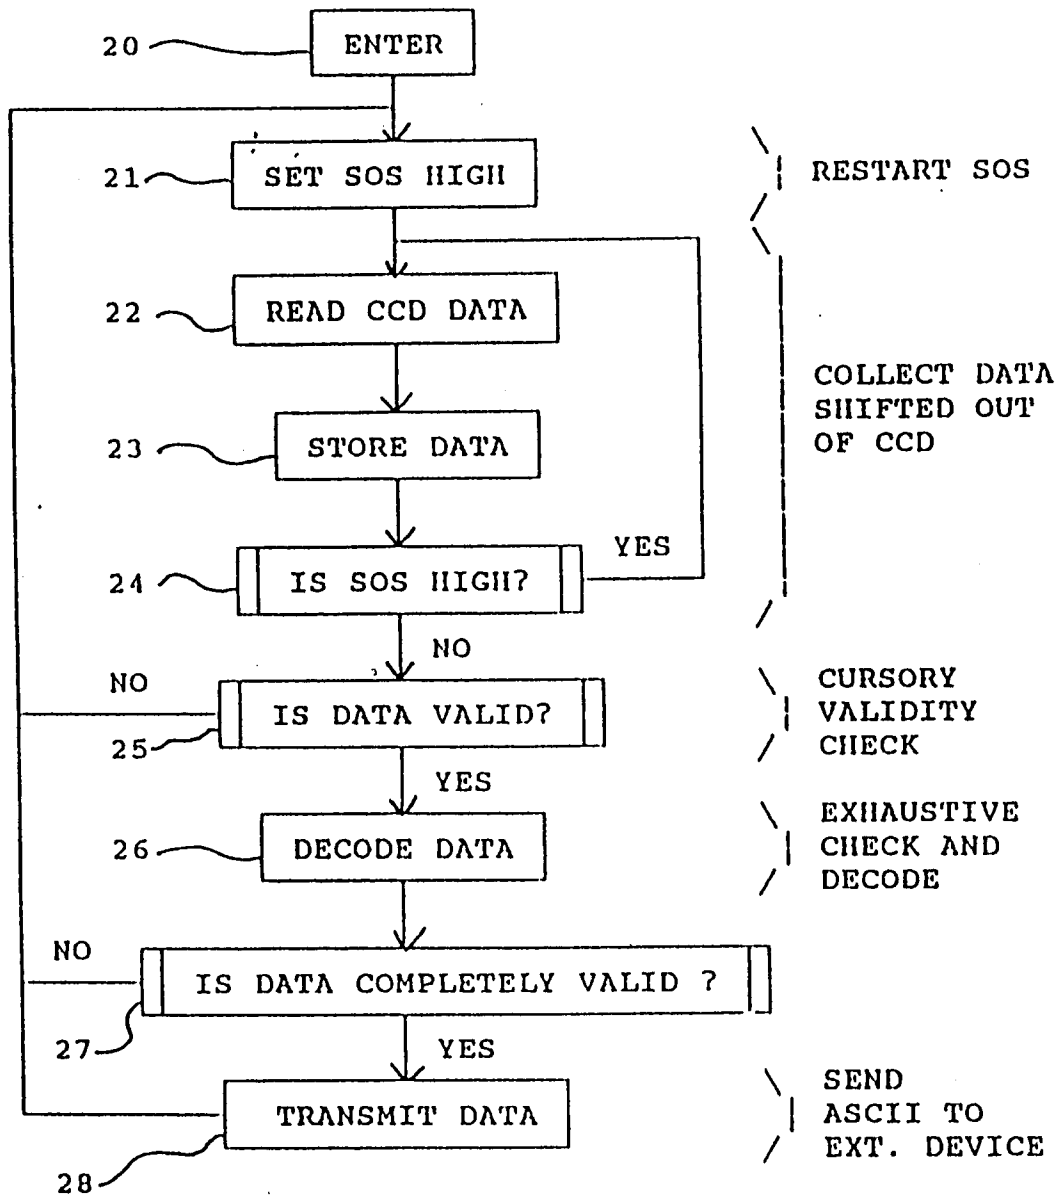 20 ENTER
21 SET SOS HIGH
RESTART SOS
22 READ CCD DATA
23 STORE DATA
COLLECT DATA
SHIFTED OUT
OF CCD
24 IS SOS HIGH?
YES
NO
NO
25 IS DATA VALID?
CURSORY
VALIDITY
CHECK
YES
26 DECODE DATA
EXHAUSTIVE
CHECK AND
DECODE
NO
27 IS DATA COMPLETELY VALID ?
YES
28 TRANSMIT DATA
SEND
ASCII TO
EXT. DEVICE